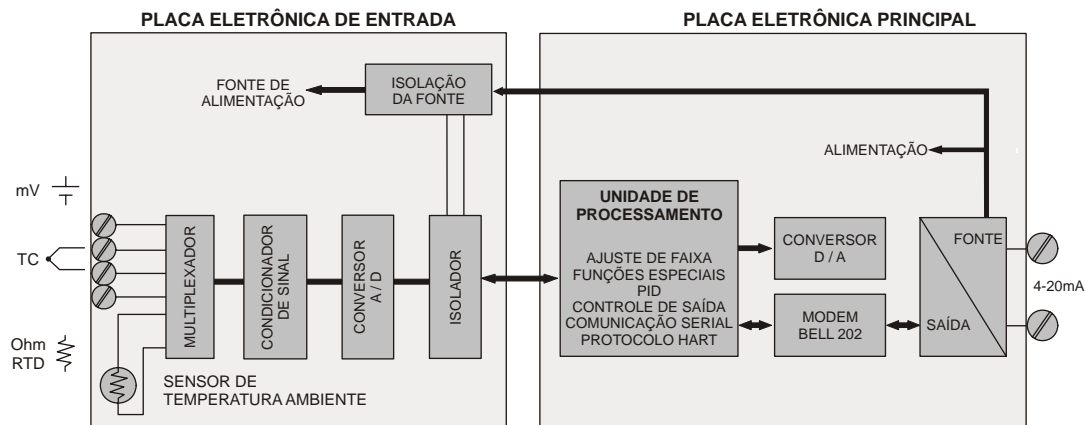 PLACA ELETRÔNICA DE ENTRADA
PLACA ELETRÔNICA PRINCIPAL
FONTE DE
ALIMENTAÇÃO
ISOLAÇÃO
DA FONTE
ALIMENTAÇÃO
mV
TC
Ohm
RTD
MULTIPLEXADOR
CONDICIONADOR
DE SINAL
CONVERSOR
A / D
ISOLADOR
SENSOR DE
TEMPERATURA AMBIENTE
UNIDADE DE
PROCESSAMENTO
AJUSTE DE FAIXA
FUNÇÕES ESPECIAIS
PID
CONTROLE DE SAÍDA
COMUNICAÇÃO SERIAL
PROTOCOLO HART
CONVERSOR
D / A
MODEM
BELL 202
FONTE
SAÍDA
4-20mA